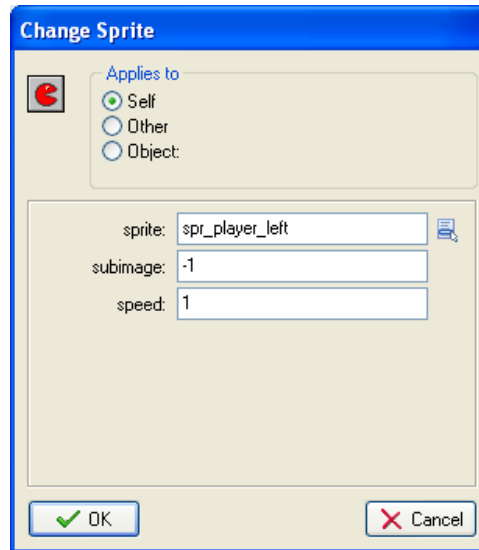 Change Sprite
Applies to
Self
Other
Object:
sprite: spr_player_left
subimage: -1
speed: 1
OK Cancel